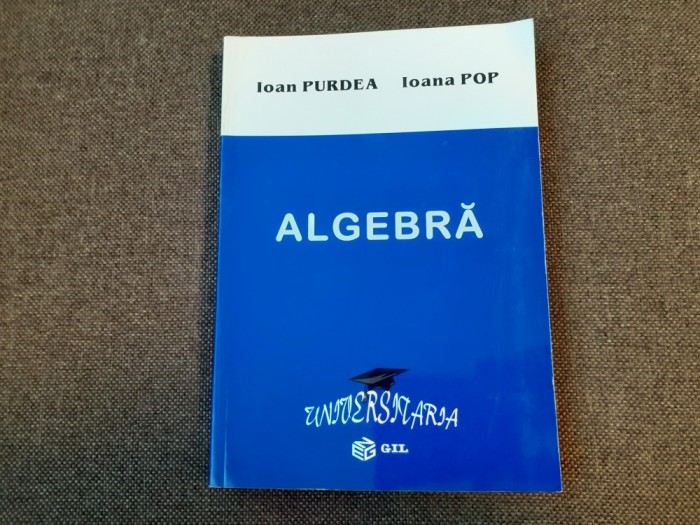 Ioan PURDEA Ioana POP
ALGEBRĂ
UNIVERSITARIA
GIL